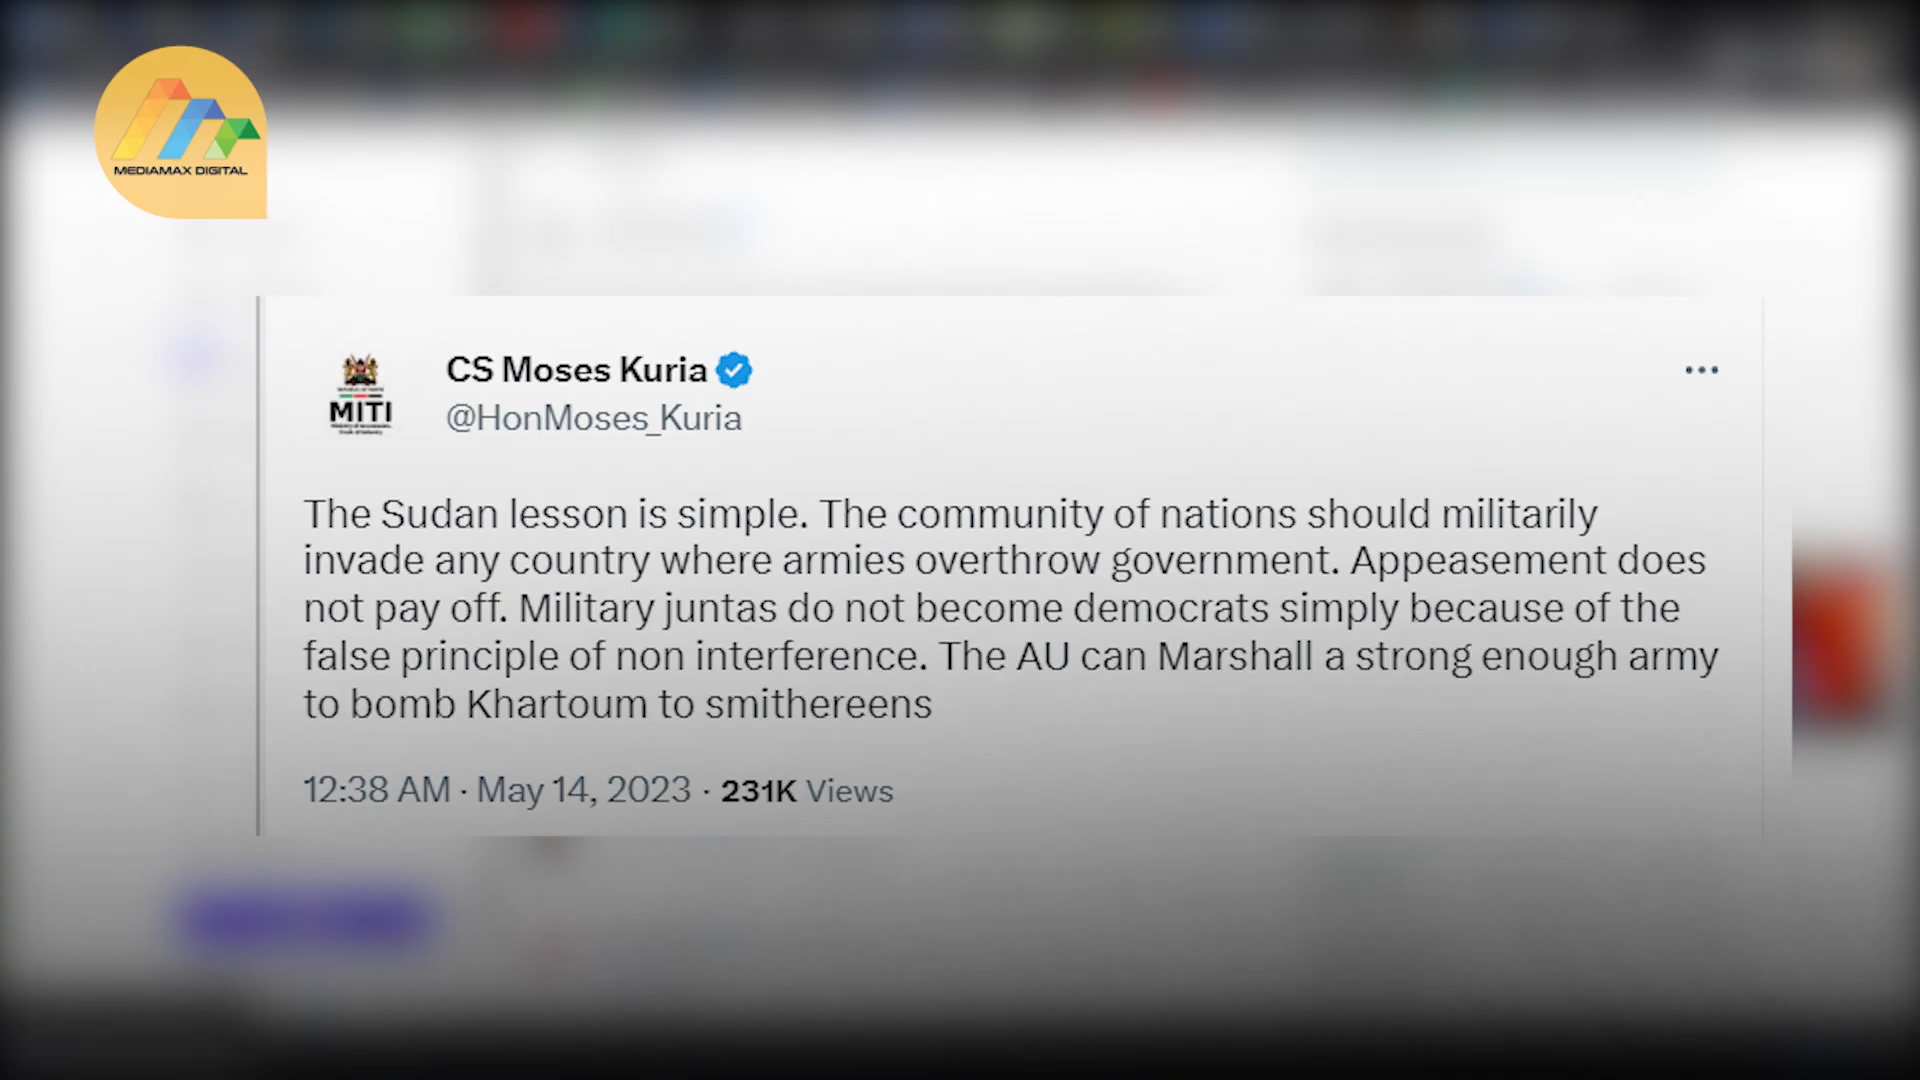 MEDIAMAX DIGITAL
CS Moses Kuria
@HonMoses_Kuria
MITI
The Sudan lesson is simple. The community of nations should militarily
invade any country where armies overthrow government. Appeasement does
not pay off. Military juntas do not become democrats simply because of the
false principle of non interference. The AU can Marshall a strong enough army
to bomb Khartoum to smithereens
12:38 AM · May 14, 2023 · 231K Views